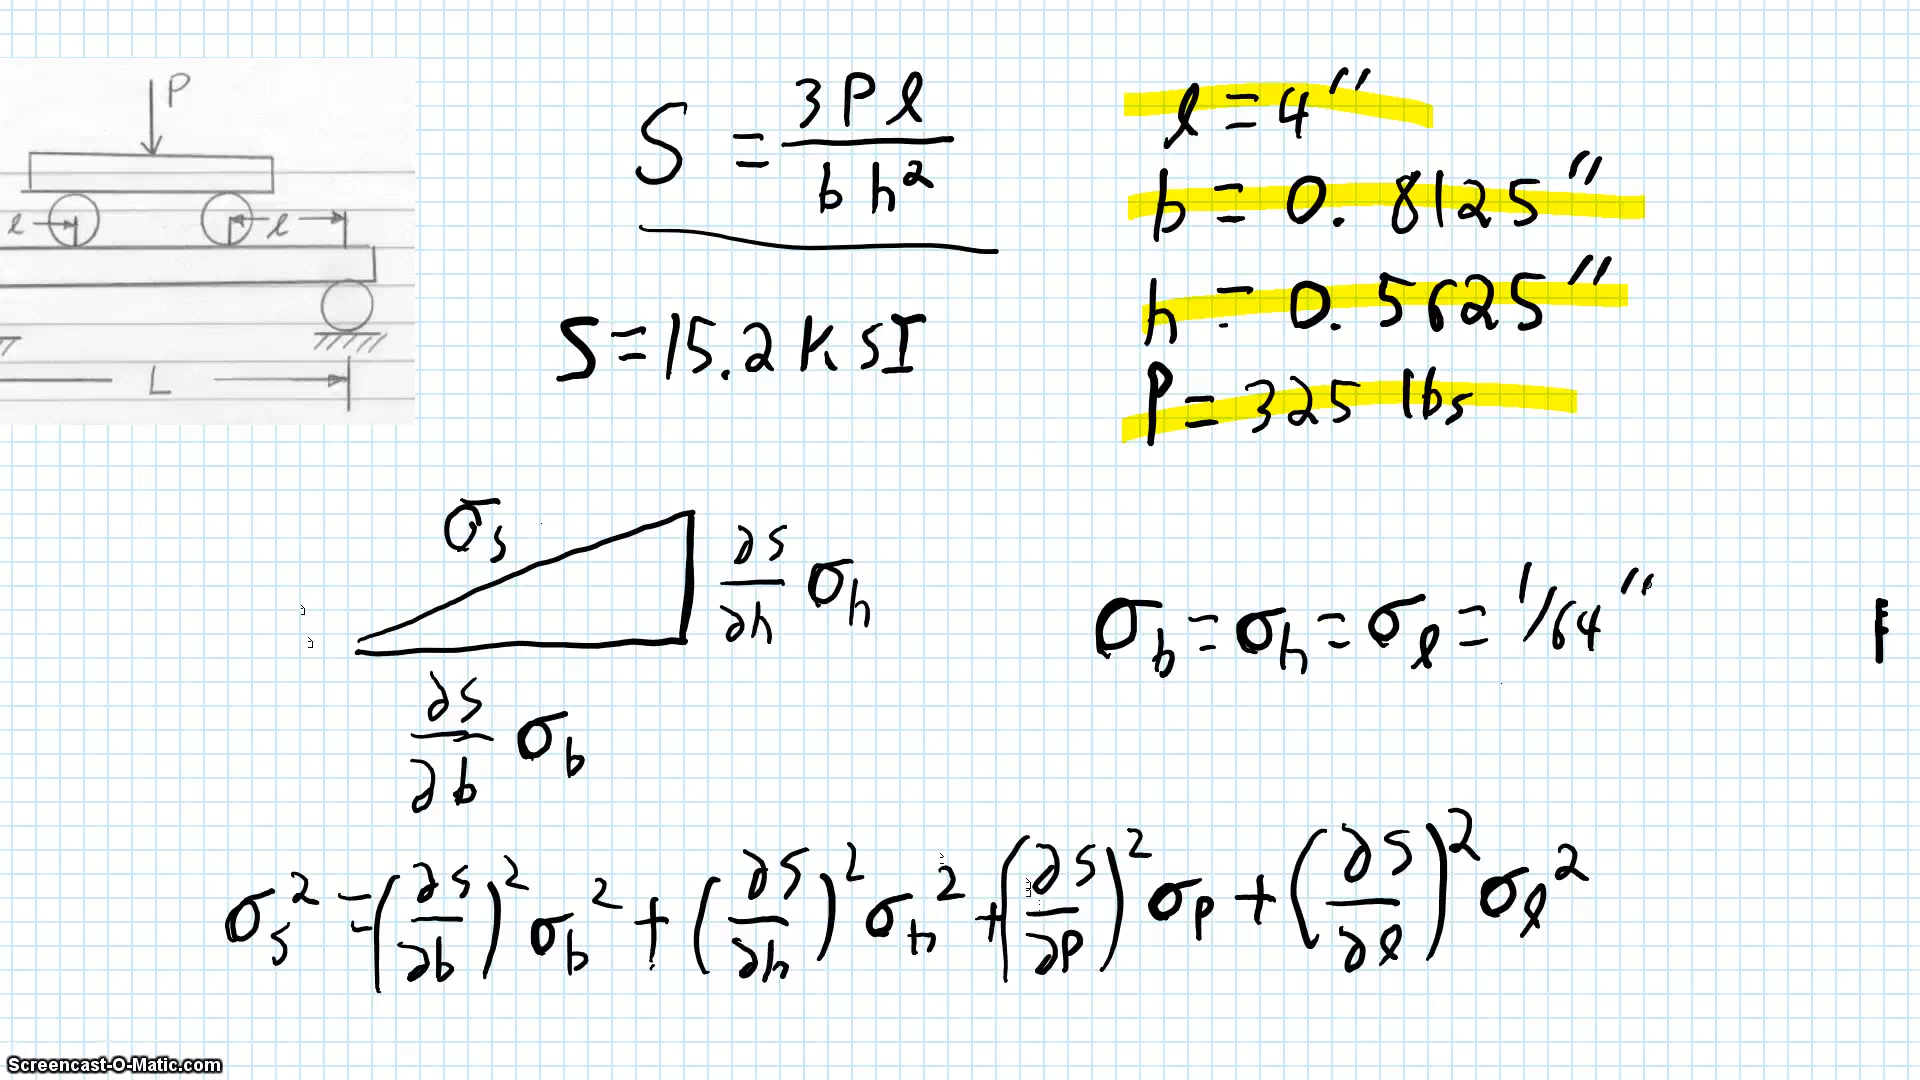 P
ℓ ℓ
L
S = 3Pℓ / bh²
S = 15.2 KSI
ℓ = 4"
b = 0.8125"
h = 0.5625"
P = 325 lbs
σs
∂S/∂h σh
∂S/∂b σb
σb = σh = σℓ = 1/64"
σs² = (∂S/∂b)² σb² + (∂S/∂h)² σh² + (∂S/∂P)² σP + (∂S/∂ℓ)² σℓ²
Screencast-O-Matic.com